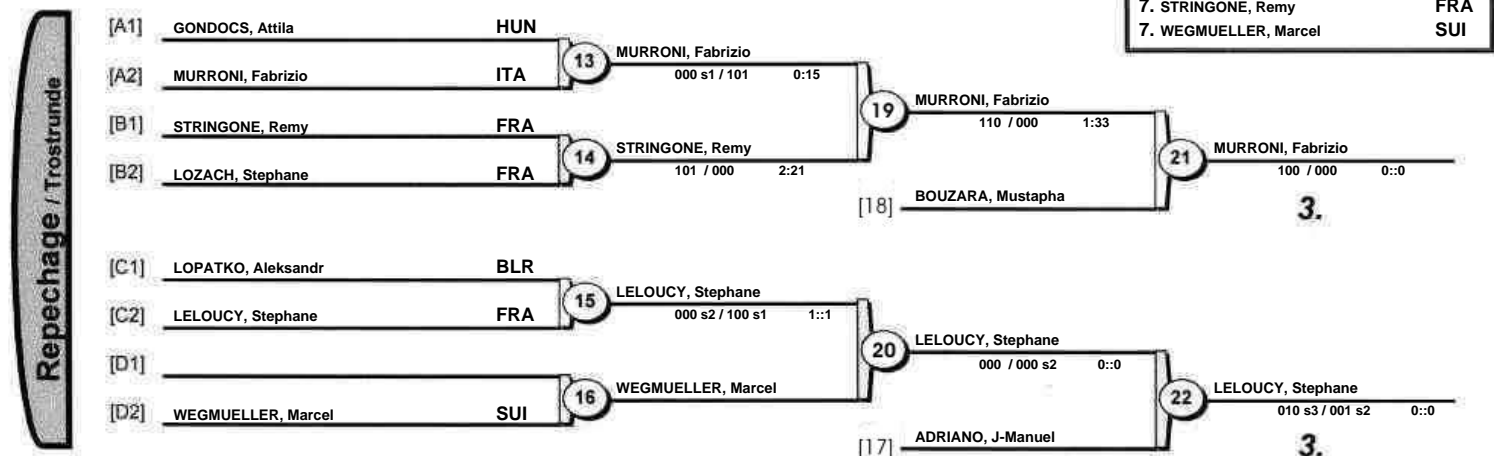 7. STRINGONE, Remy FRA
7. WEGMUELLER, Marcel SUI
Repechage / Trostrunde
[A1] GONDOCS, Attila HUN
13 MURRONI, Fabrizio
000 s1 / 101 0:15
[A2] MURRONI, Fabrizio ITA
19 MURRONI, Fabrizio
110 / 000 1:33
[B1] STRINGONE, Remy FRA
14 STRINGONE, Remy
101 / 000 2:21
21 MURRONI, Fabrizio
100 / 000 0::0
[B2] LOZACH, Stephane FRA
[18] BOUZARA, Mustapha
3.
[C1] LOPATKO, Aleksandr BLR
15 LELOUCY, Stephane
000 s2 / 100 s1 1::1
[C2] LELOUCY, Stephane FRA
20 LELOUCY, Stephane
000 / 000 s2 0::0
[D1]
16 WEGMUELLER, Marcel
22 LELOUCY, Stephane
010 s3 / 001 s2 0::0
[D2] WEGMUELLER, Marcel SUI
[17] ADRIANO, J-Manuel
3.